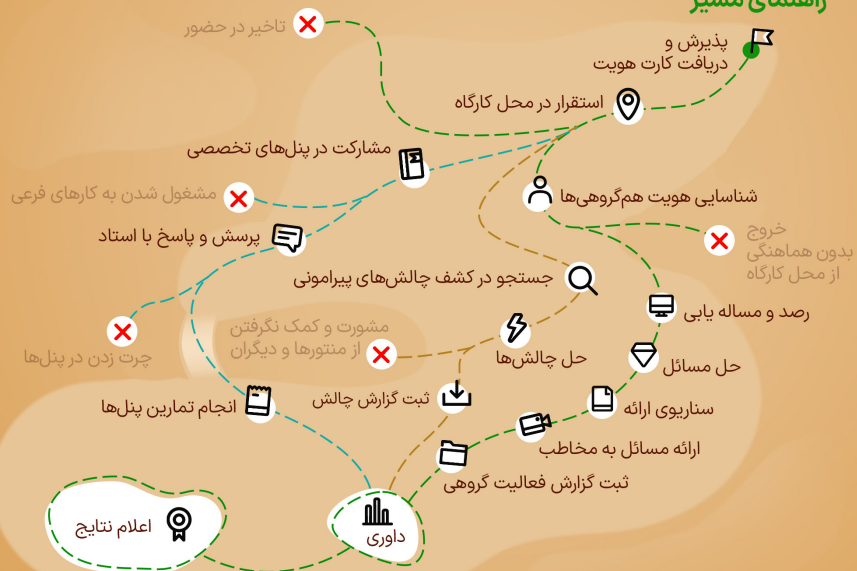 راهنمای مسیر
پذیرش و
دریافت کارت هویت
تاخیر در حضور
استقرار در محل کارگاه
مشارکت در پنل‌های تخصصی
شناسایی هویت هم‌گروهی‌ها
مشغول شدن به کارهای فرعی
پرسش و پاسخ با استاد
خروج
بدون هماهنگی
از محل کارگاه
جستجو در کشف چالش‌های پیرامونی
رصد و مساله یابی
مشورت و کمک نگرفتن
از منتورها و دیگران
چرت زدن در پنل‌ها
حل چالش‌ها
حل مسائل
ثبت گزارش چالش
انجام تمارین پنل‌ها
سناریوی ارائه
ارائه مسائل به مخاطب
ثبت گزارش فعالیت گروهی
داوری
اعلام نتایج